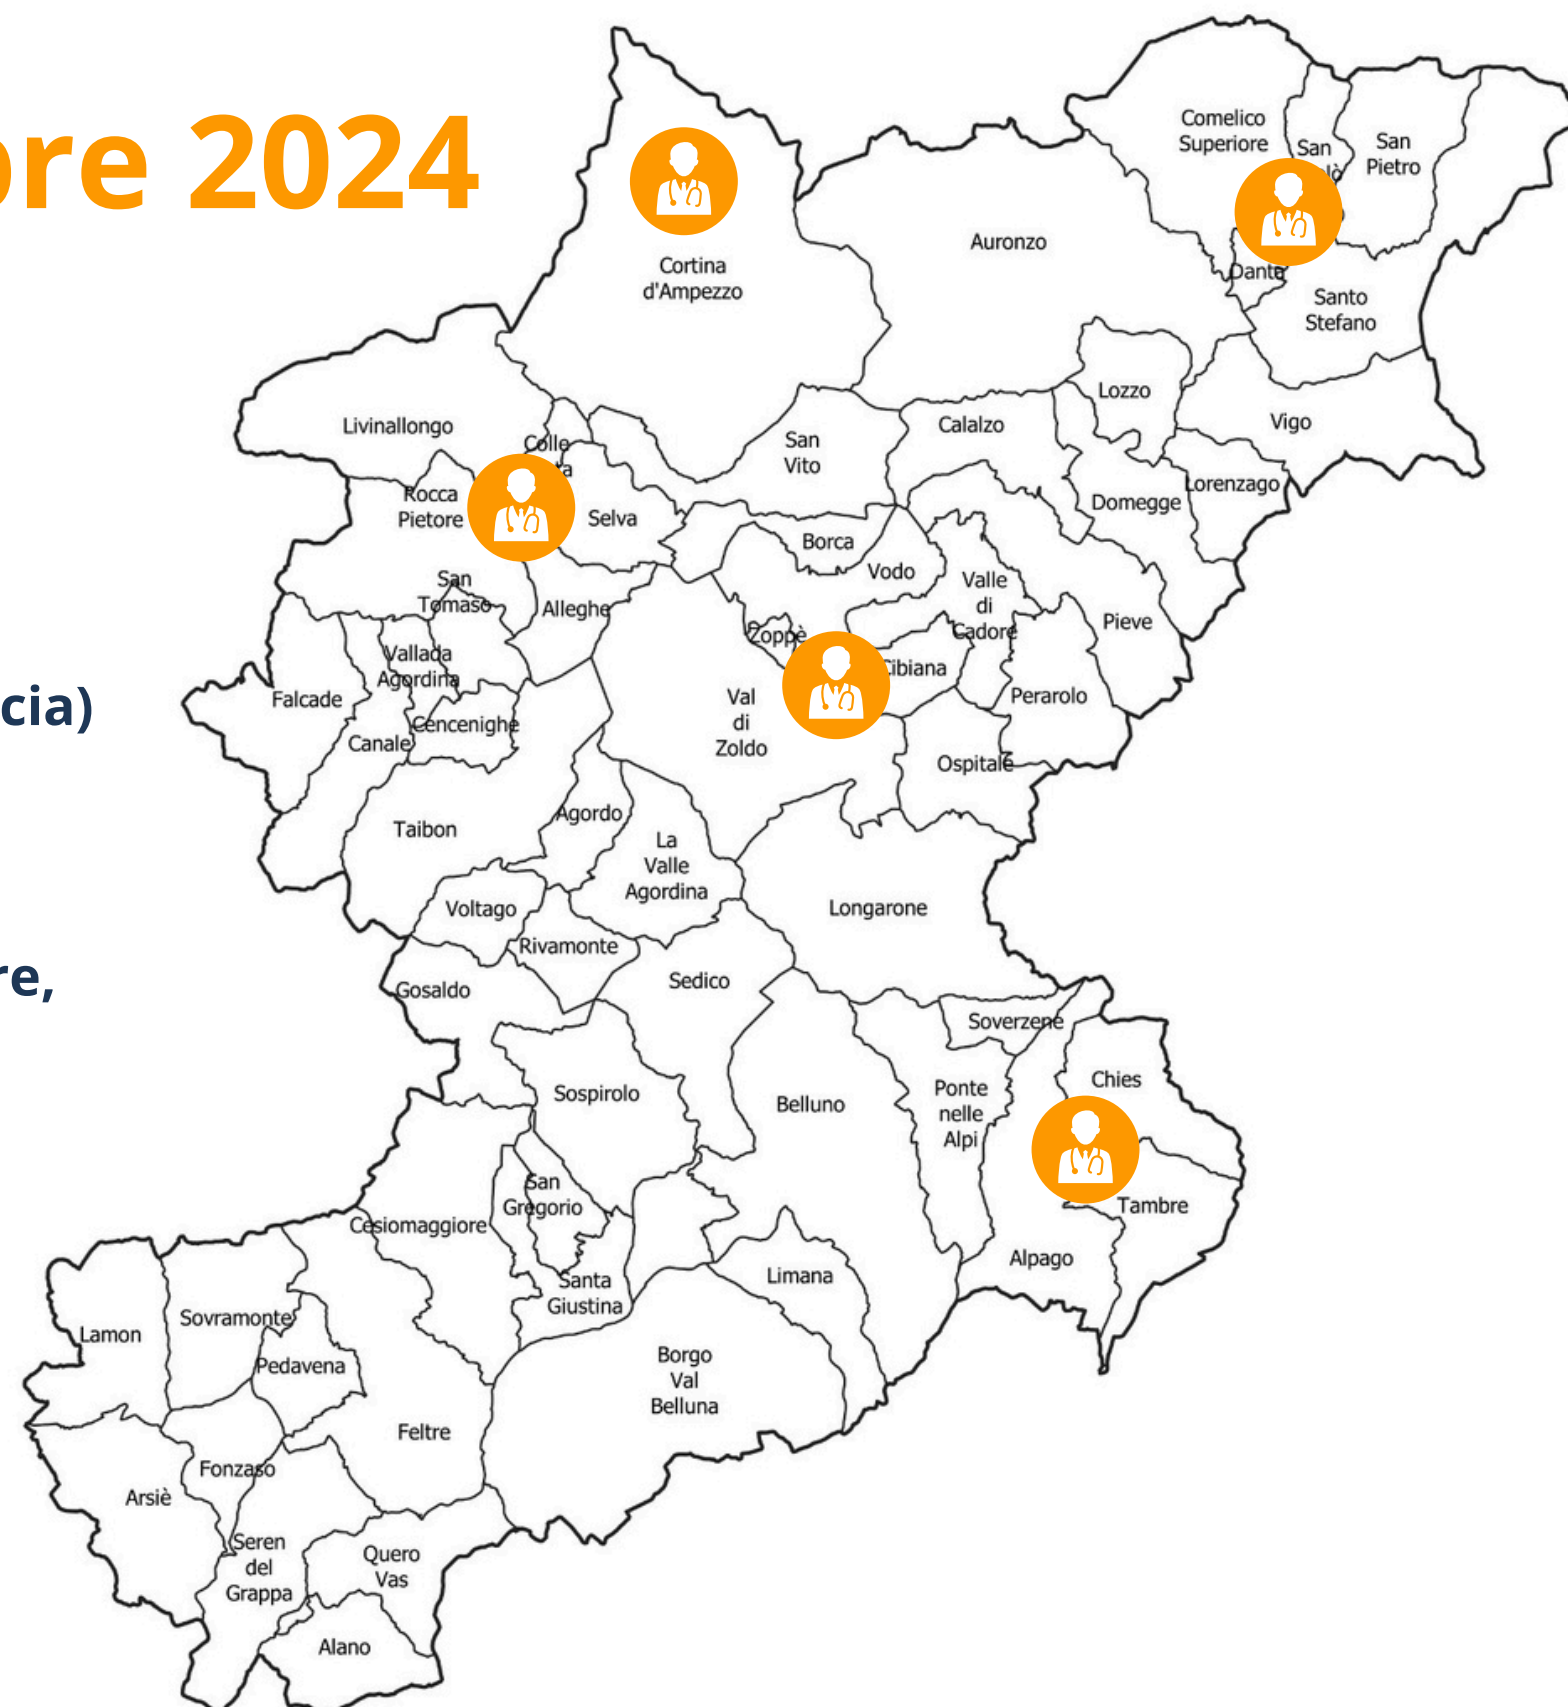 bre 2024
cia)
re,
Comelico
Superiore
San
San
Pietro
Cortina
d'Ampezzo
Auronzo
Santo
Stefano
Livinallongo
Colle
Rocca
Pietore
Selva
San
Vito
Calalzo
Lozzo
Vigo
Domegge
Lorenzago
Borca
Vodo
Valle
di
Cadore
Pieve
San
Tomaso
Alleghe
Zoppè
Cibiana
Vallada
Agordina
Falcade
Cencenighe
Canale
Val
di
Zoldo
Perarolo
Ospitale
Taibon
Agordo
La
Valle
Agordina
Voltago
Rivamonte
Longarone
Gosaldo
Sedico
Soverzene
Sospirolo
Belluno
Ponte
nelle
Alpi
Chies
Tambre
Alpago
San
Gregorio
Cesiomaggiore
Santa
Giustina
Limana
Lamon
Sovramonte
Pedavena
Borgo
Val
Belluna
Feltre
Fonzaso
Arsiè
Seren
del
Grappa
Quero
Vas
Alano